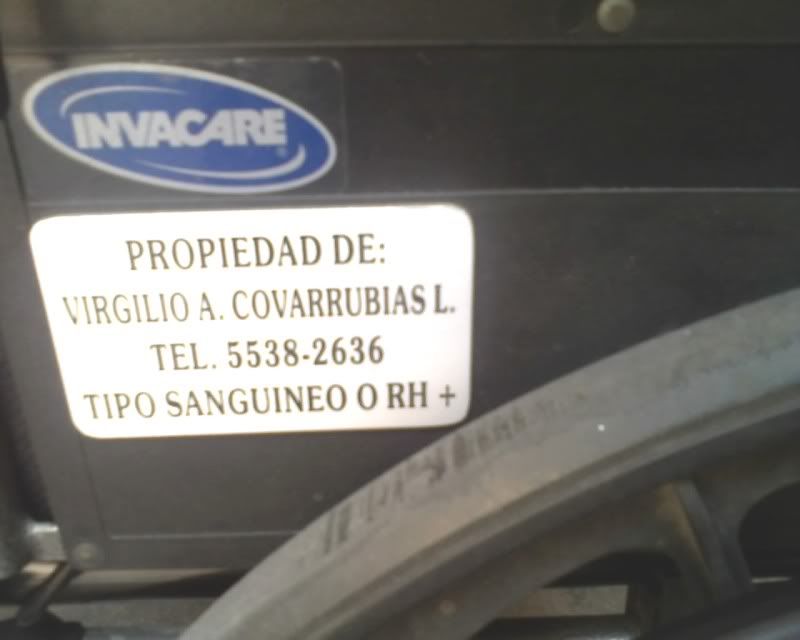 INVACARE
PROPIEDAD DE:
VIRGILIO A. COVARRUBIAS L.
TEL. 5538-2636
TIPO SANGUINEO O RH +